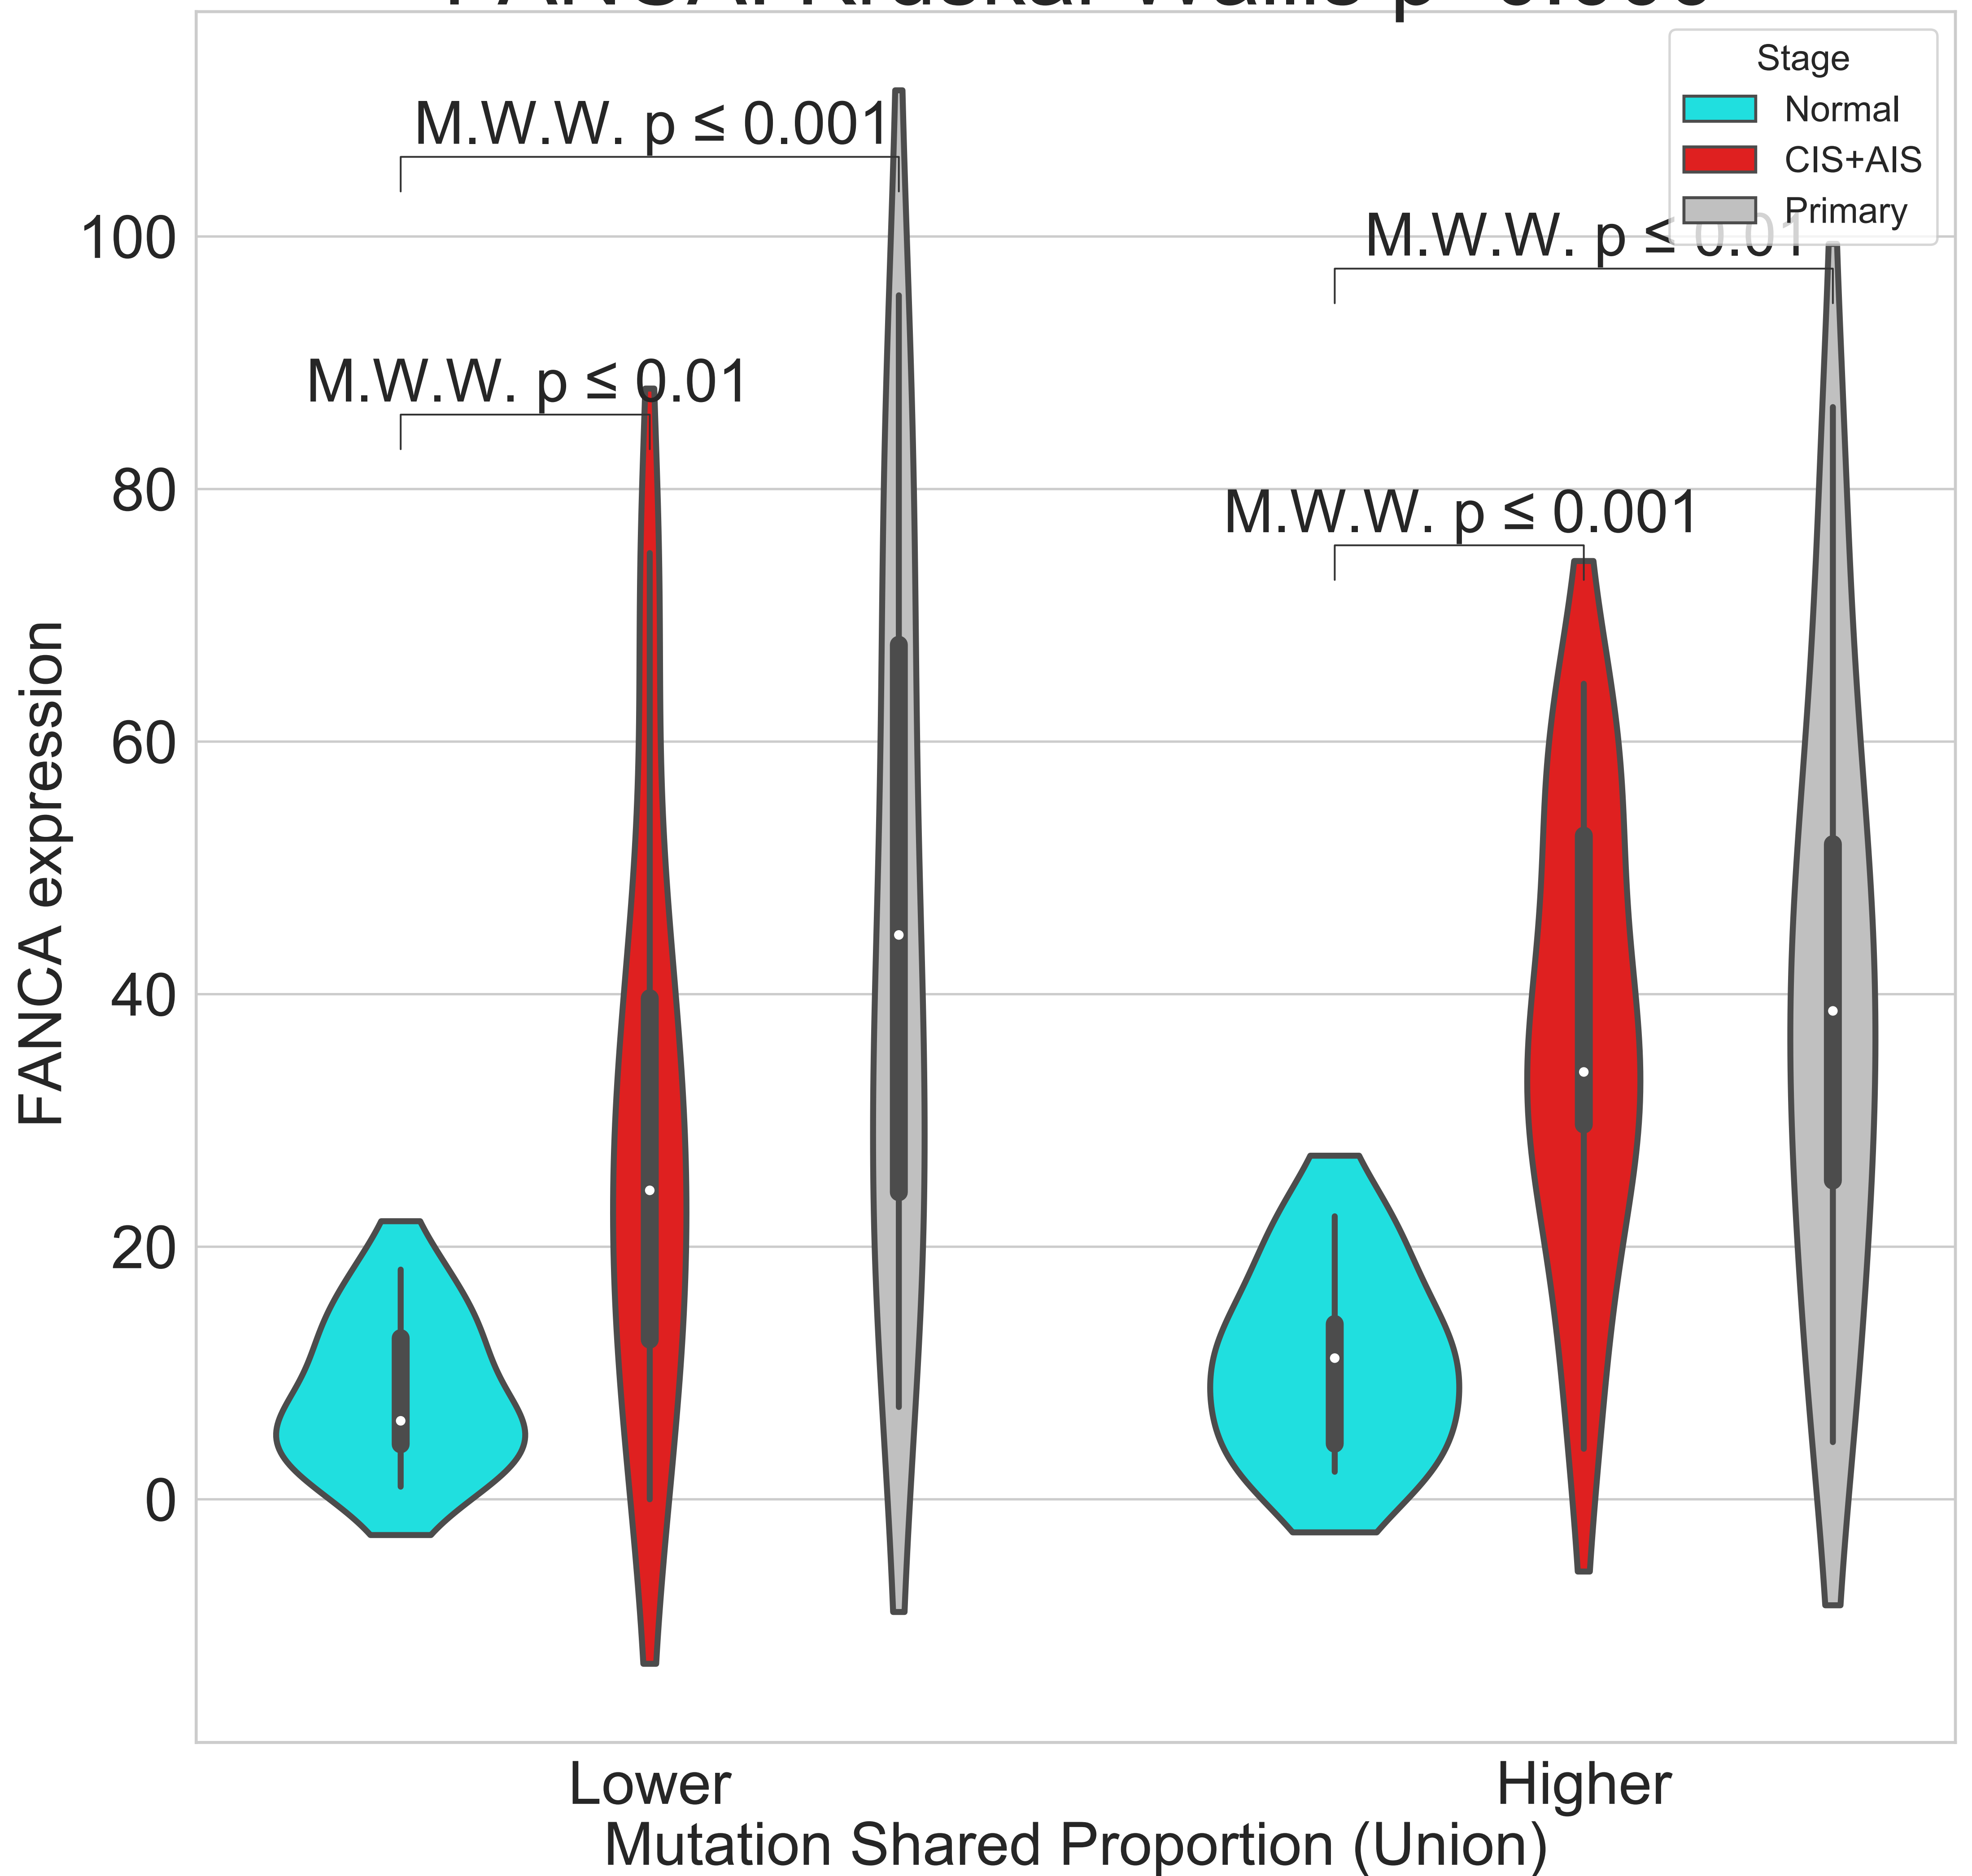 Stage
Normal
CIS+AIS
Primary
M.W.W. p ≤ 0.001
M.W.W. p ≤ 0.01
M.W.W. p ≤ 0.01
M.W.W. p ≤ 0.001
100
80
60
40
20
0
FANCA expression
Lower
Higher
Mutation Shared Proportion (Union)